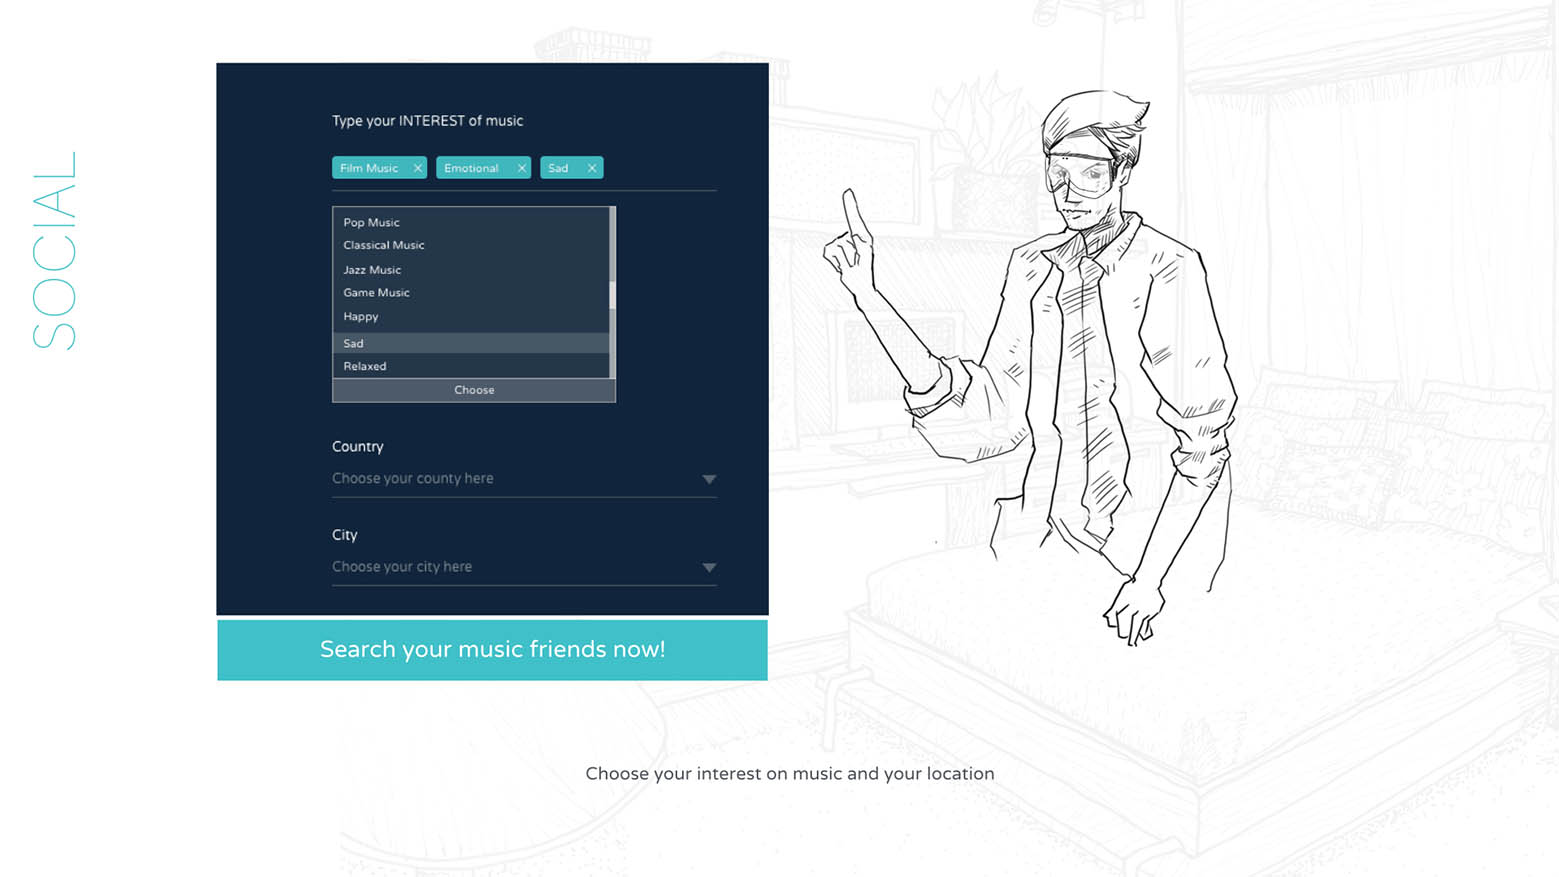 SOCIAL
Type your INTEREST of music
Film Music ×
Emotional ×
Sad ×
Pop Music
Classical Music
Jazz Music
Game Music
Happy
Sad
Relaxed
Choose
Country
Choose your county here
City
Choose your city here
Search your music friends now!
Choose your interest on music and your location